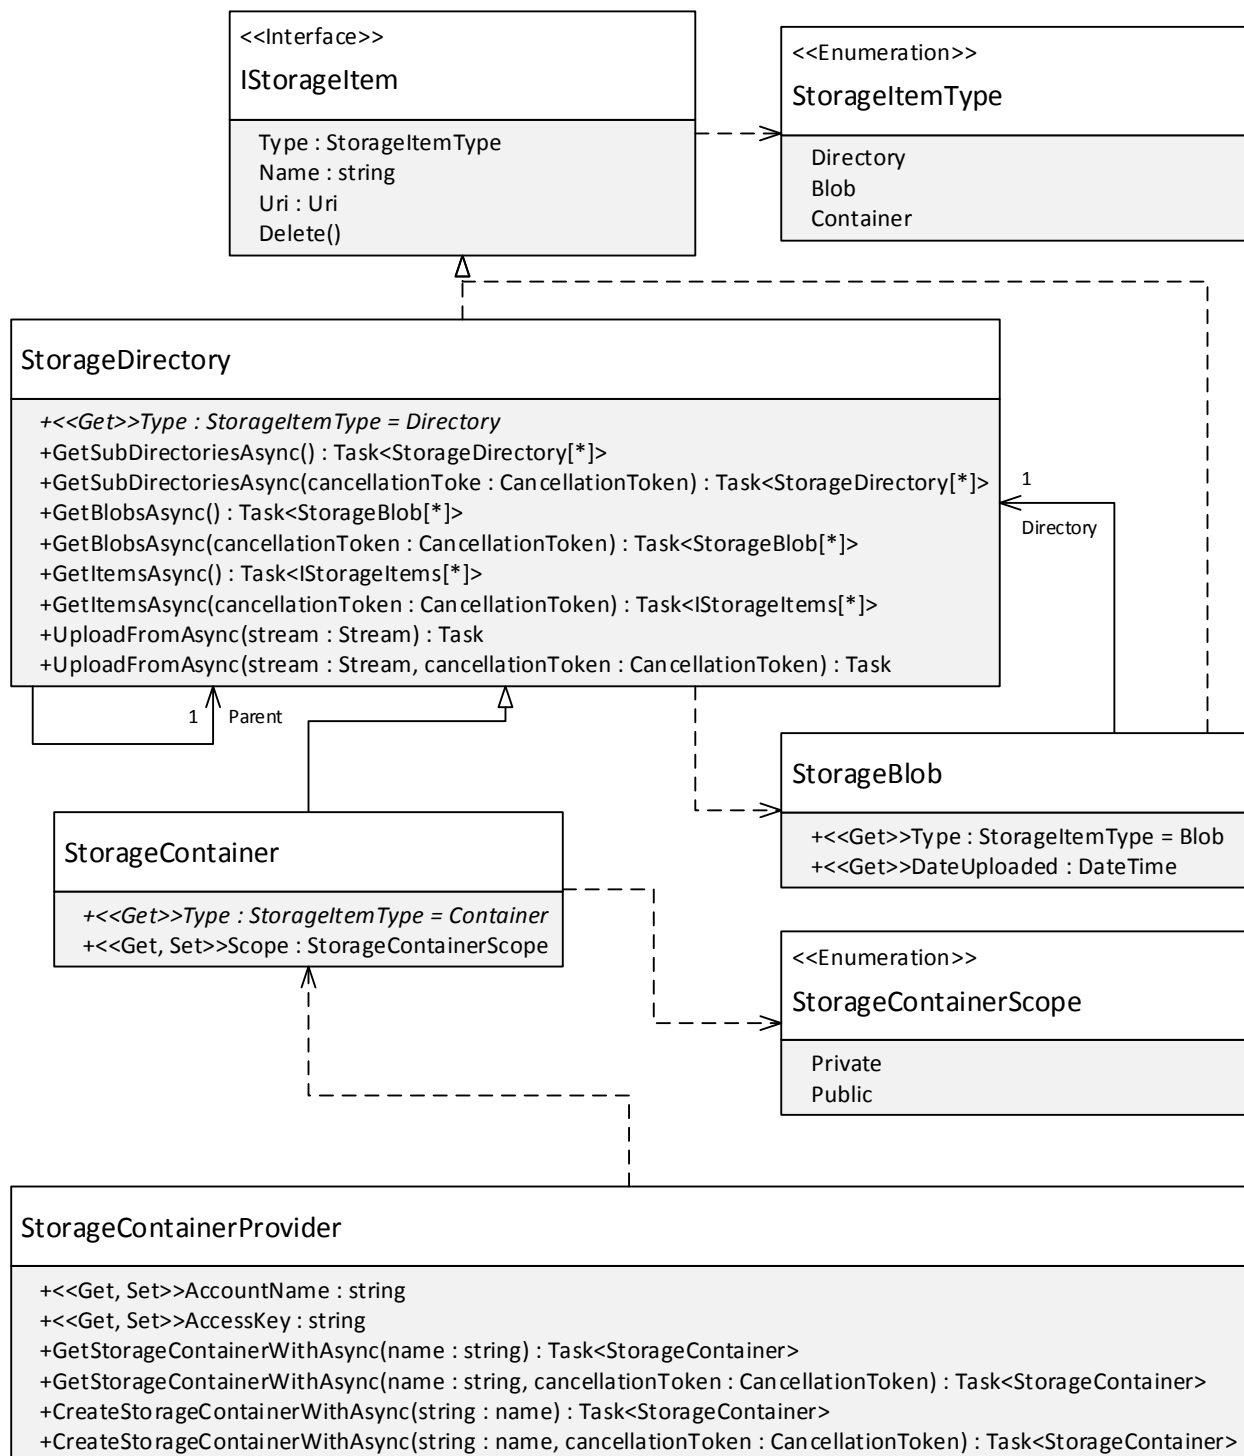 <<Interface>>
IStorageItem
Type : StorageItemType
Name : string
Uri : Uri
Delete()
<<Enumeration>>
StorageItemType
Directory
Blob
Container
StorageDirectory
+<<Get>>Type : StorageItemType = Directory
+GetSubDirectoriesAsync() : Task<StorageDirectory[*]>
+GetSubDirectoriesAsync(cancellationToke : CancellationToken) : Task<StorageDirectory[*]>
+GetBlobsAsync() : Task<StorageBlob[*]>
+GetBlobsAsync(cancellationToken : CancellationToken) : Task<StorageBlob[*]>
+GetItemsAsync() : Task<IStorageItems[*]>
+GetItemsAsync(cancellationToken : CancellationToken) : Task<IStorageItems[*]>
+UploadFromAsync(stream : Stream) : Task
+UploadFromAsync(stream : Stream, cancellationToken : CancellationToken) : Task
1
Directory
1 Parent
StorageBlob
+<<Get>>Type : StorageItemType = Blob
+<<Get>>DateUploaded : DateTime
StorageContainer
+<<Get>>Type : StorageItemType = Container
+<<Get, Set>>Scope : StorageContainerScope
<<Enumeration>>
StorageContainerScope
Private
Public
StorageContainerProvider
+<<Get, Set>>AccountName : string
+<<Get, Set>>AccessKey : string
+GetStorageContainerWithAsync(name : string) : Task<StorageContainer>
+GetStorageContainerWithAsync(name : string, cancellationToken : CancellationToken) : Task<StorageContainer>
+CreateStorageContainerWithAsync(string : name) : Task<StorageContainer>
+CreateStorageContainerWithAsync(string : name, cancellationToken : CancellationToken) : Task<StorageContainer>